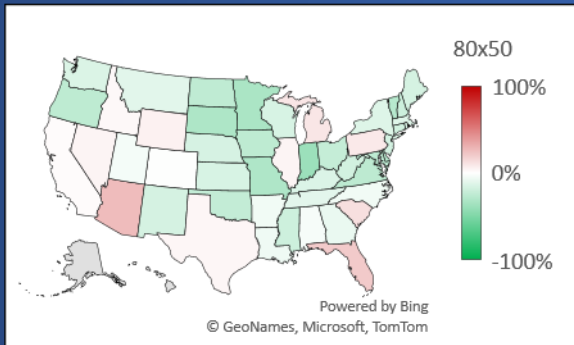 80x50
100%
0%
-100%
Powered by Bing
© GeoNames, Microsoft, TomTom